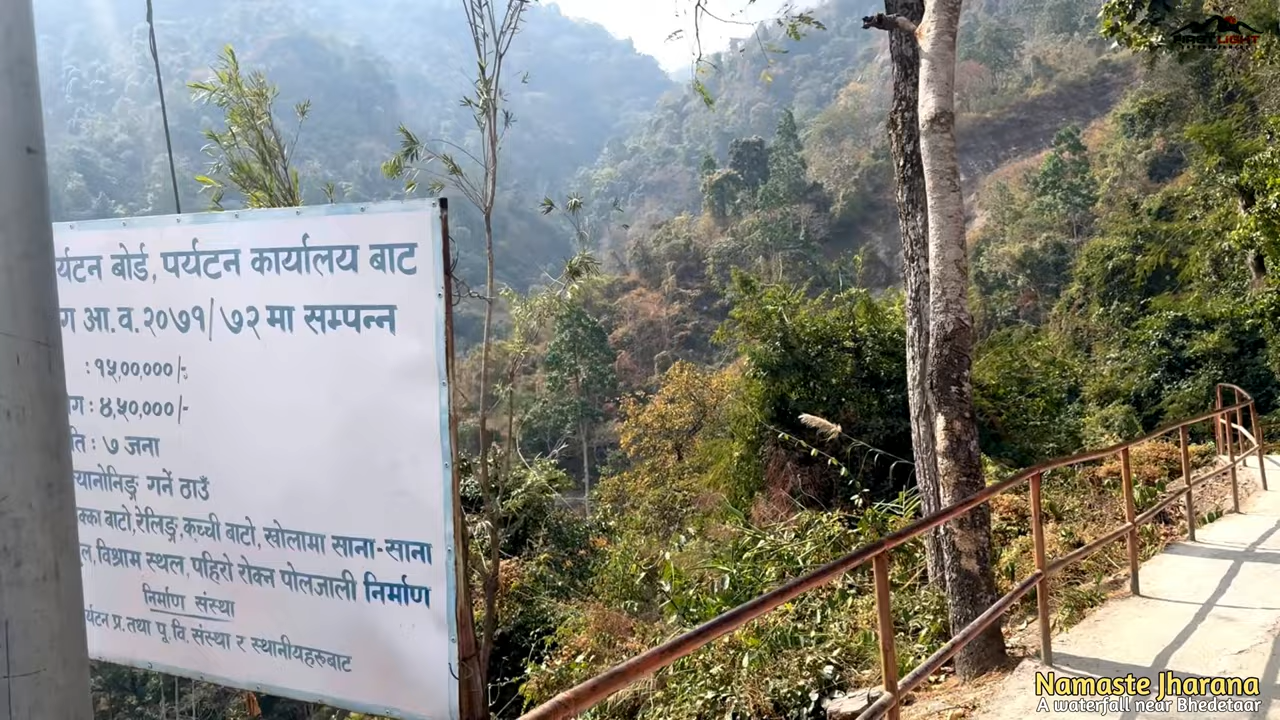 FIRSTLIGHT
र्यटन बोर्ड, पर्यटन कार्यालय बाट
ग आ.व. २०७१/७२ मा सम्पन्न
: १५,००,०००/-
ग : ४,५०,०००/-
ति : ७ जना
क्यानोनिङ्ग गर्ने ठाउँ
क्का बाटो, रेलिङ्ग, कच्ची बाटो, खोलामा साना-साना
ल, विश्राम स्थल, पहिरो रोक्न पोलजाली निर्माण
निर्माण संस्था
र्यटन प्र. तथा पू. वि. संस्था र स्थानीयहरुबाट
Namaste Jharana
A waterfall near Bhedetaar